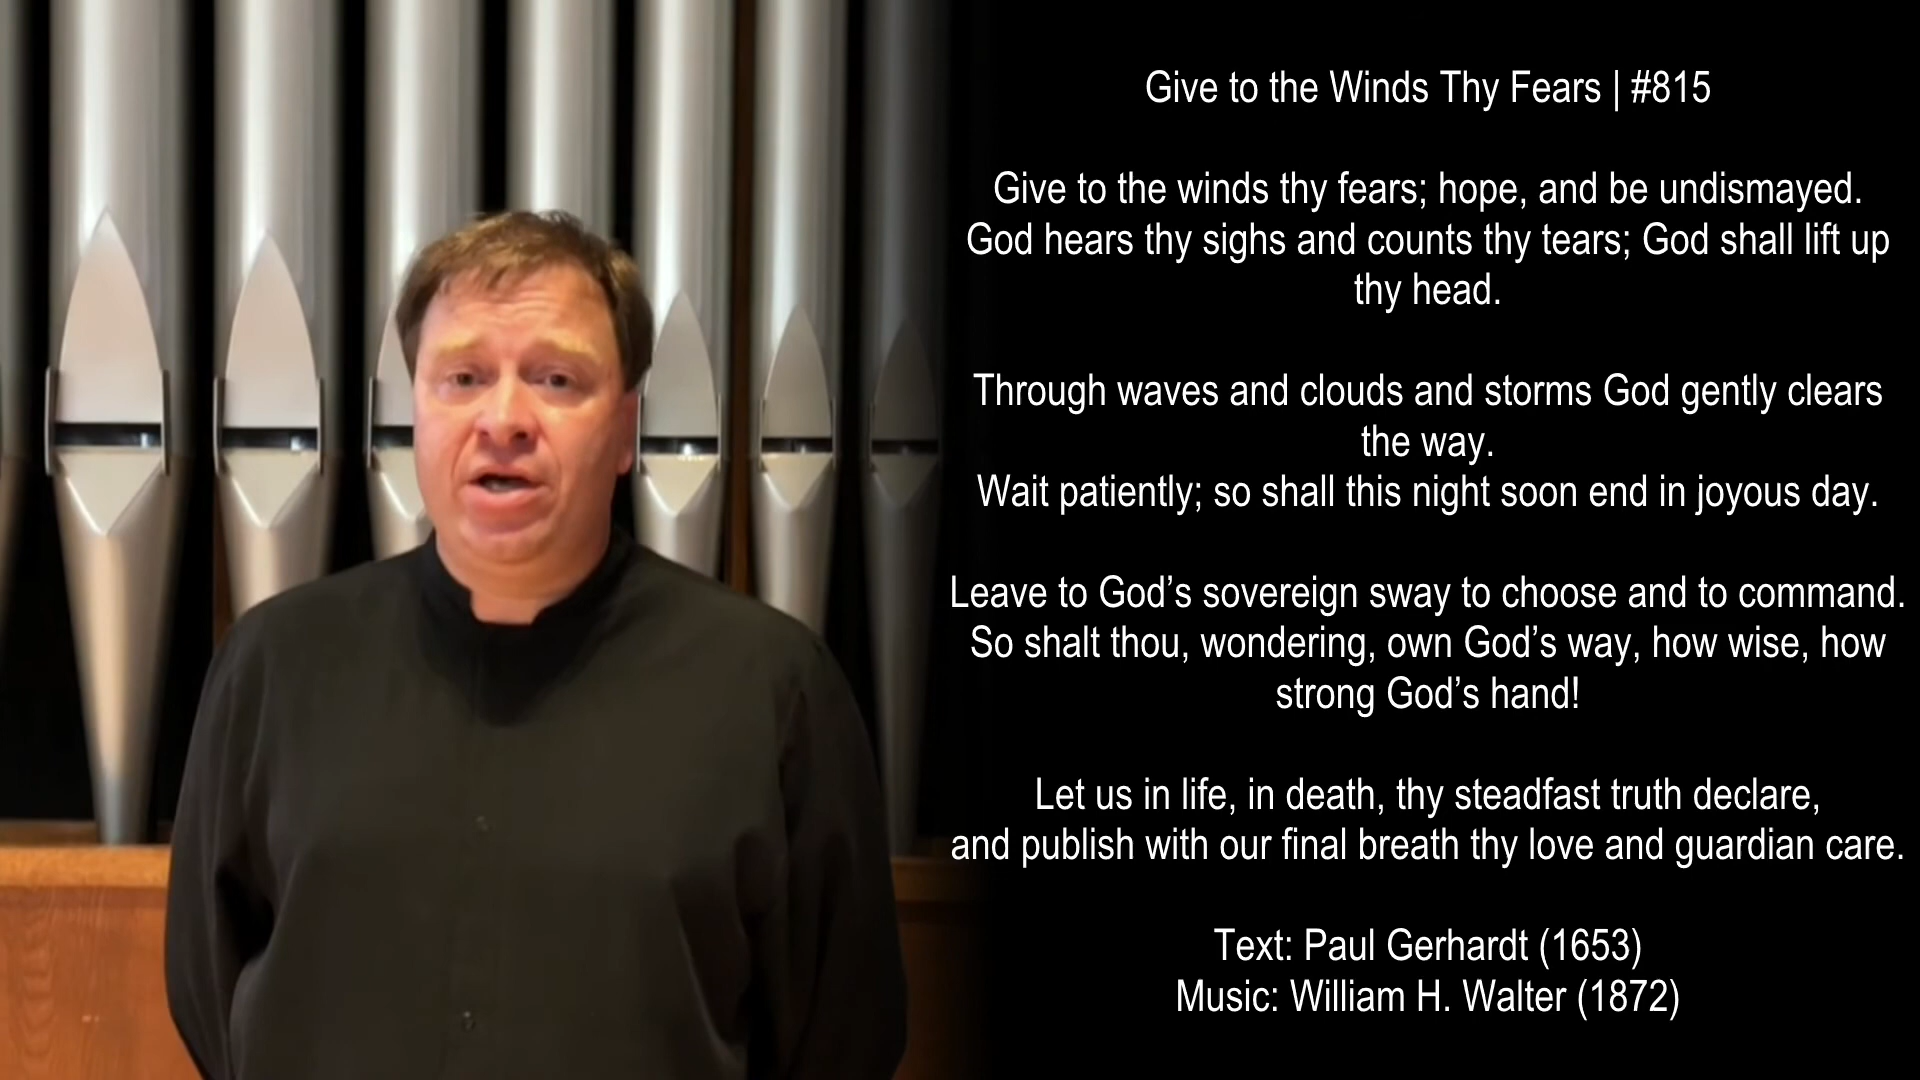 Give to the Winds Thy Fears | #815
Give to the winds thy fears; hope, and be undismayed.
God hears thy sighs and counts thy tears; God shall lift up
thy head.
Through waves and clouds and storms God gently clears
the way.
Wait patiently; so shall this night soon end in joyous day.
Leave to God’s sovereign sway to choose and to command.
So shalt thou, wondering, own God’s way, how wise, how
strong God’s hand!
Let us in life, in death, thy steadfast truth declare,
and publish with our final breath thy love and guardian care.
Text: Paul Gerhardt (1653)
Music: William H. Walter (1872)